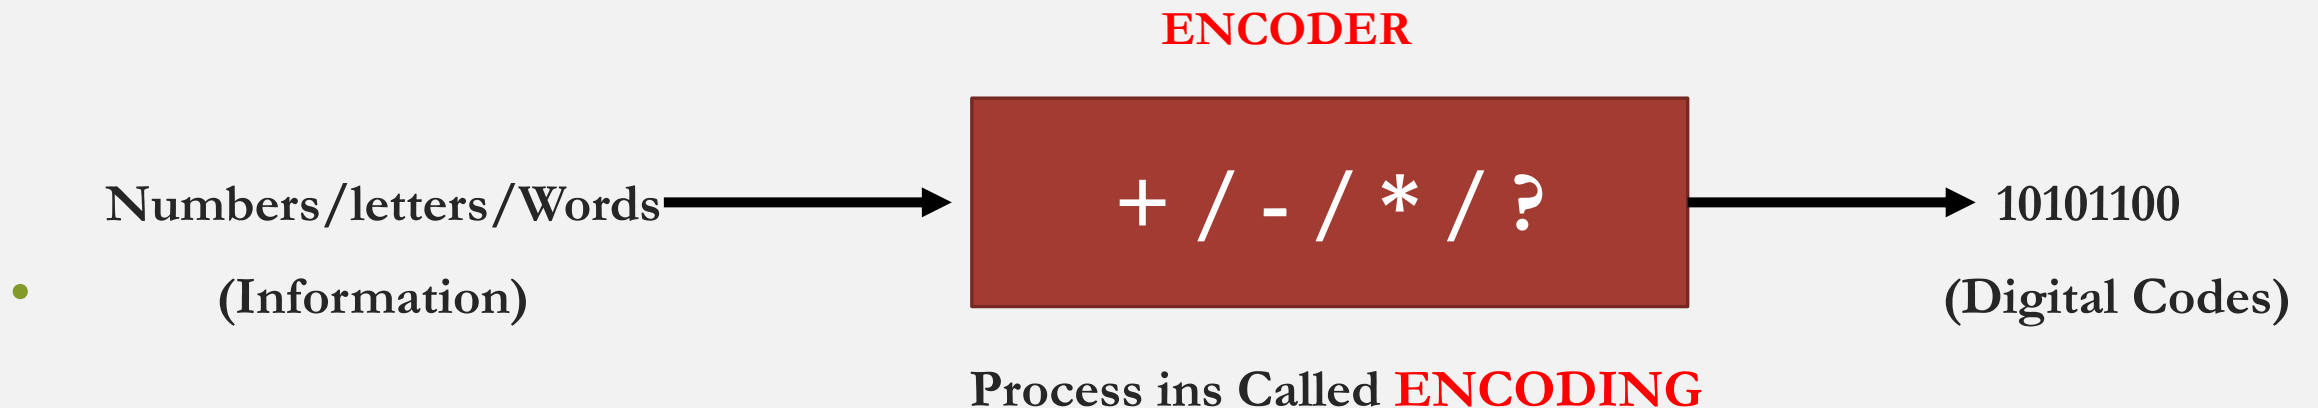 ENCODER
Numbers/letters/Words + / - / * / ? 10101100
(Information) (Digital Codes)
Process ins Called ENCODING